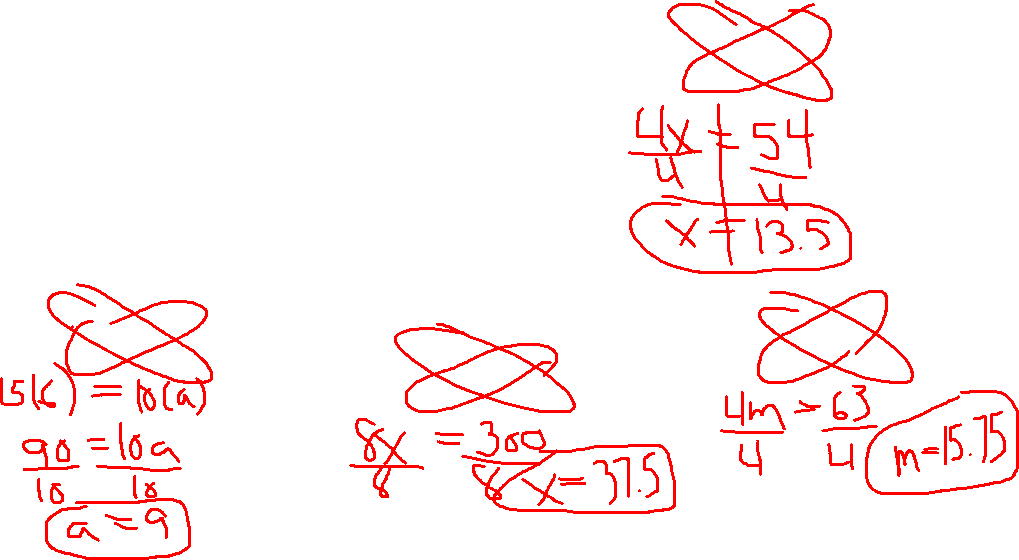 4x = 54
4 4
x = 13.5
15(6) = 10(a)
90 = 10a
10 10
a = 9
8x = 300
8 8
x = 37.5
4m = 63
4 4
m = 15.75